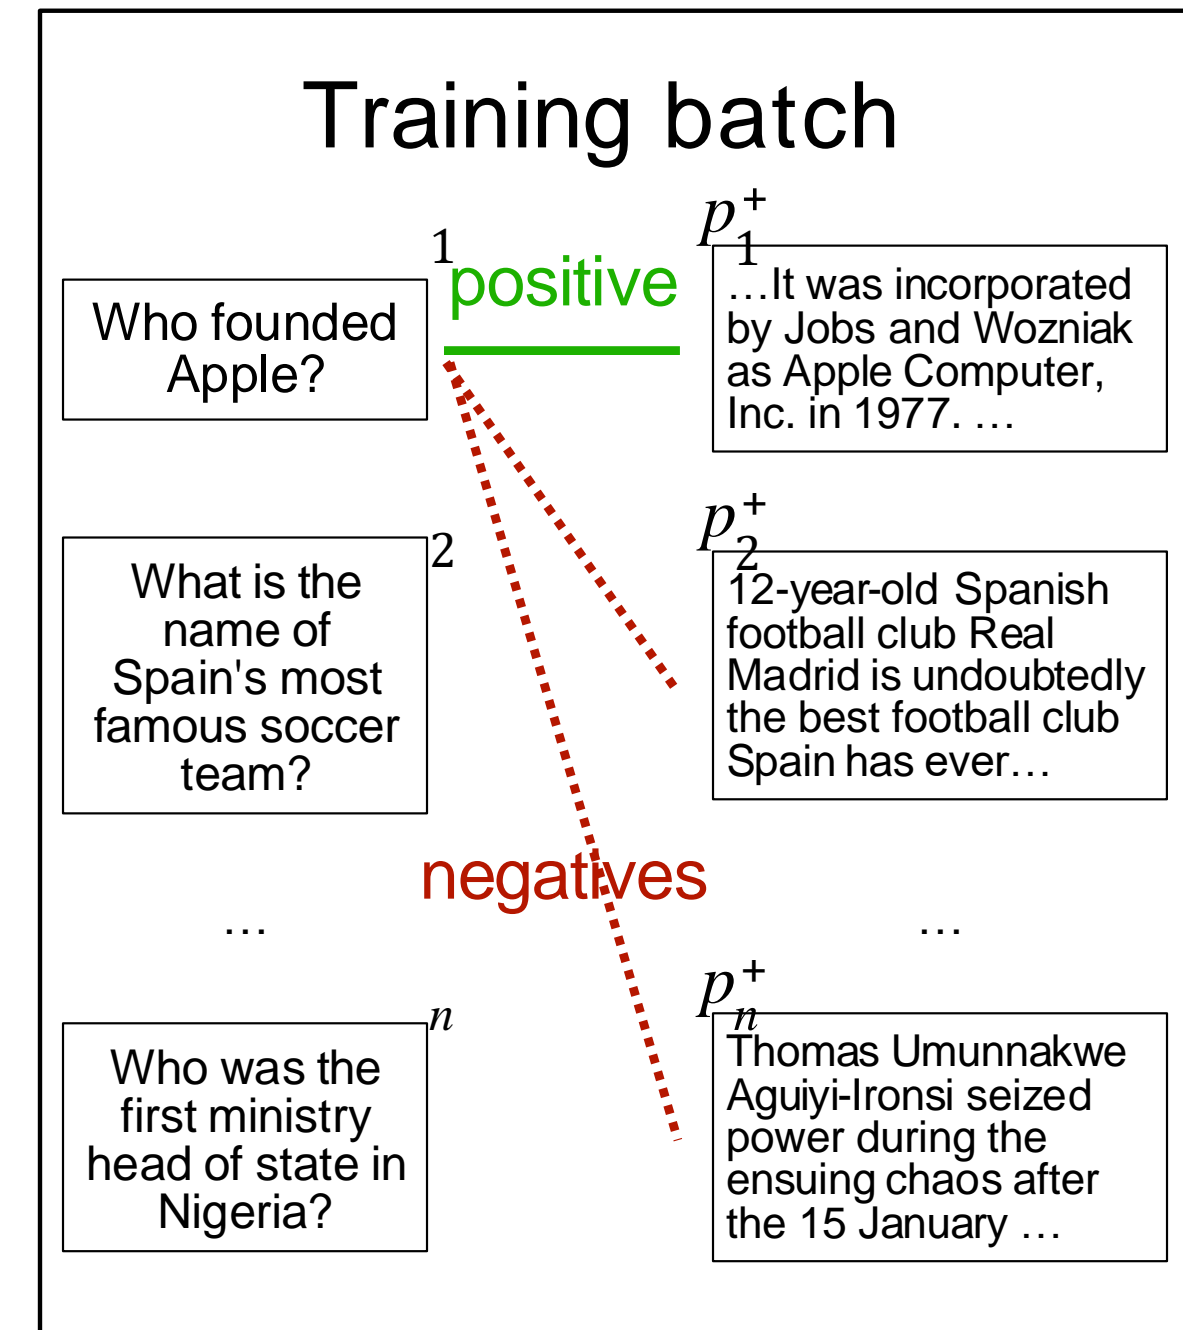 Training batch
1
positive
p1+
Who founded
Apple?
…It was incorporated
by Jobs and Wozniak
as Apple Computer,
Inc. in 1977. …
2
p2+
What is the
name of
Spain's most
famous soccer
team?
12-year-old Spanish
football club Real
Madrid is undoubtedly
the best football club
Spain has ever…
negatives
…
…
n
pn+
Who was the
first ministry
head of state in
Nigeria?
Thomas Umunnakwe
Aguiyi-Ironsi seized
power during the
ensuing chaos after
the 15 January …